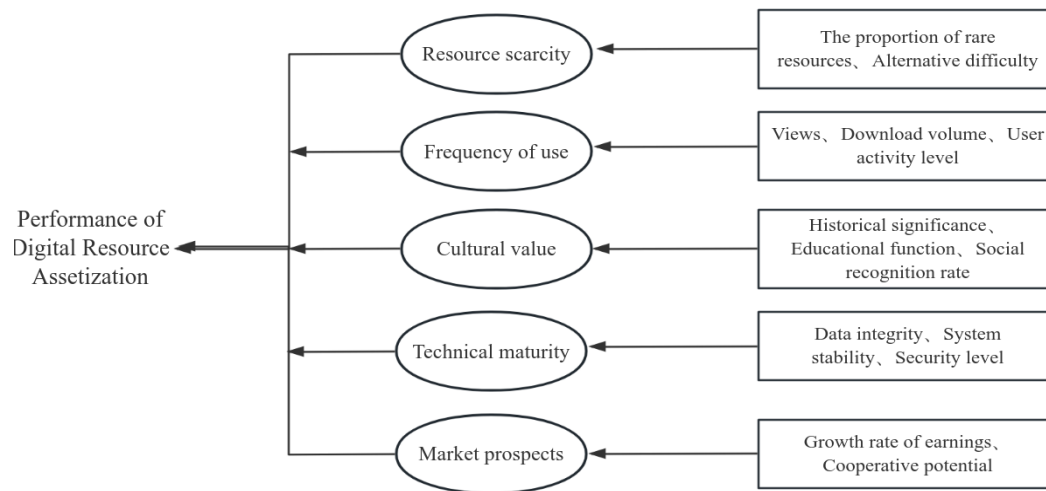 Performance of
Digital Resource
Assetization
Resource scarcity
The proportion of rare
resources、Alternative difficulty
Frequency of use
Views、Download volume、User
activity level
Cultural value
Historical significance、
Educational function、Social
recognition rate
Technical maturity
Data integrity、System
stability、Security level
Market prospects
Growth rate of earnings、
Cooperative potential